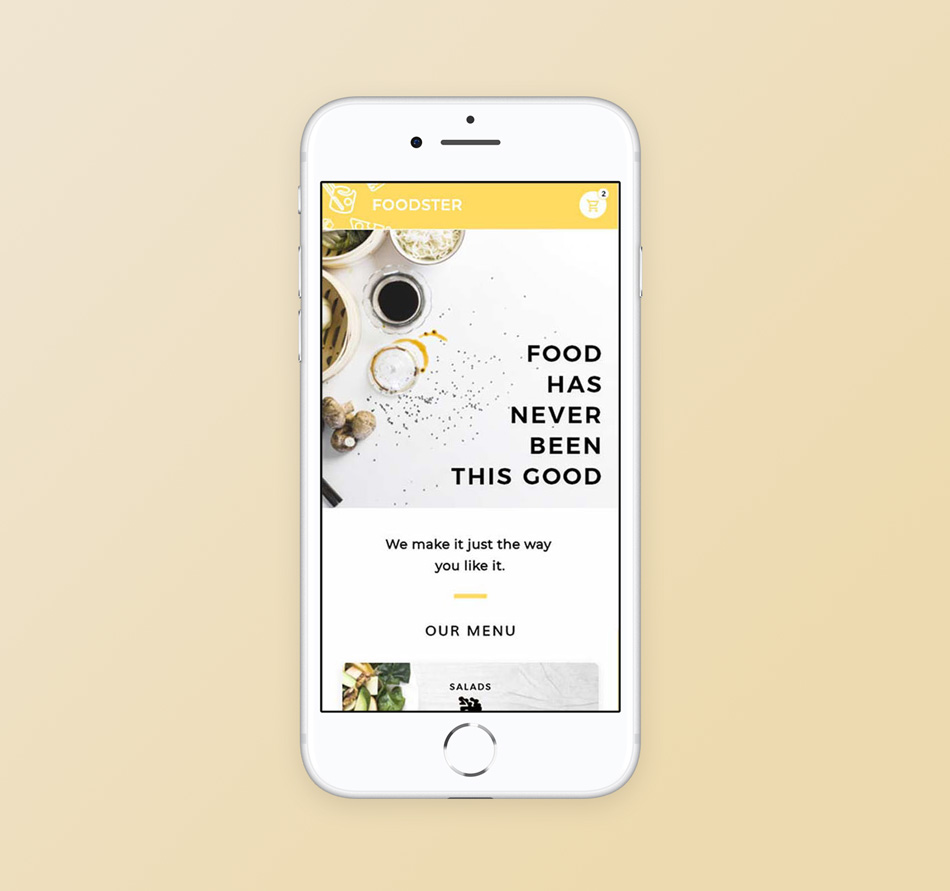 FOODSTER
2
FOOD
HAS
NEVER
BEEN
THIS GOOD
We make it just the way
you like it.
OUR MENU
SALADS